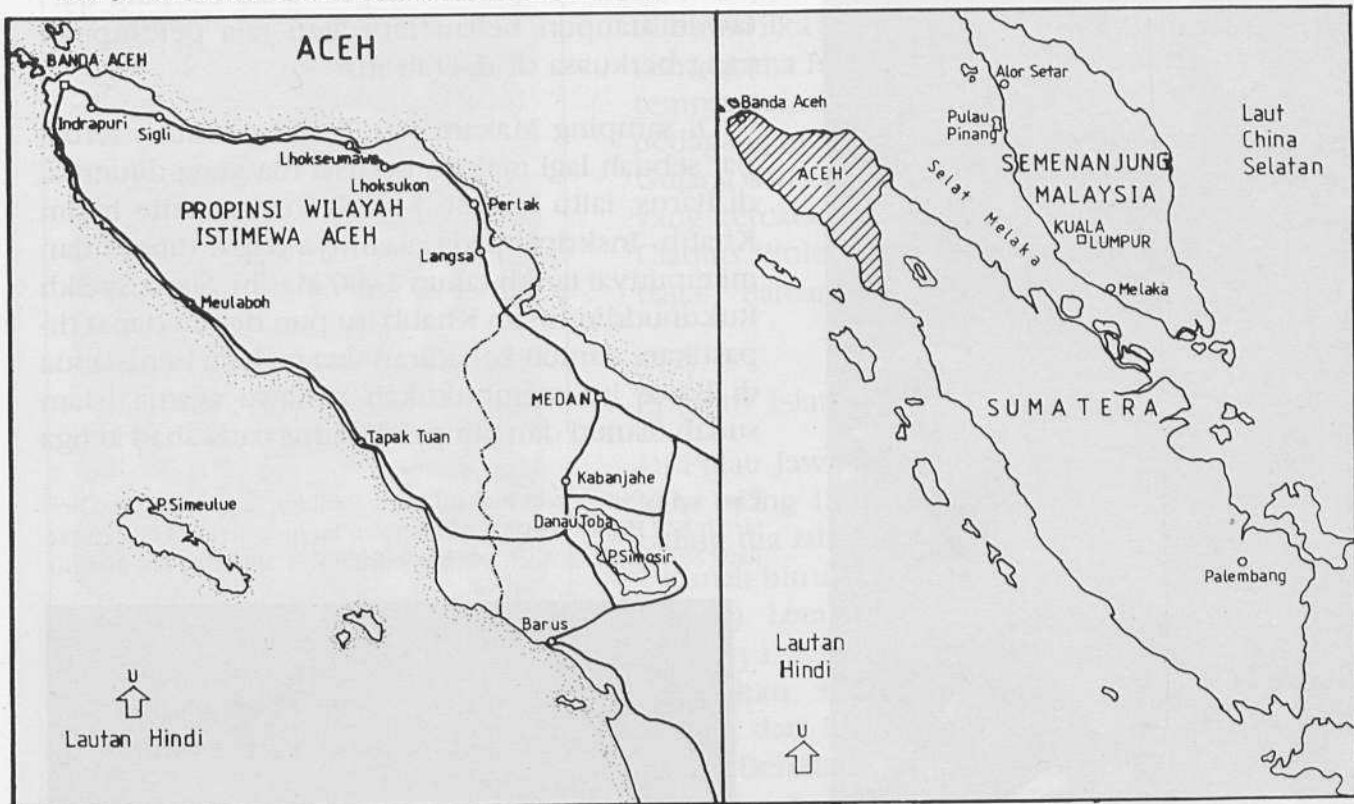 ACEH
BANDA ACEH
Indrapuri
Sigli
Lhokseumawe
Lhoksukon
Perlak
PROPINSI WILAYAH
ISTIMEWA ACEH
Langsa
Meulaboh
MEDAN
Tapak Tuan
Kabanjahe
P.Simeulue
Danau Toba
P.Simosir
Barus
U
Lautan Hindi
Banda Aceh
ACEH
Alor Setar
Pulau
Pinang
Laut
China
Selatan
SEMENANJUNG
MALAYSIA
Selak Melaka
KUALA
LUMPUR
Melaka
SUMATERA
Palembang
Lautan
Hindi
U